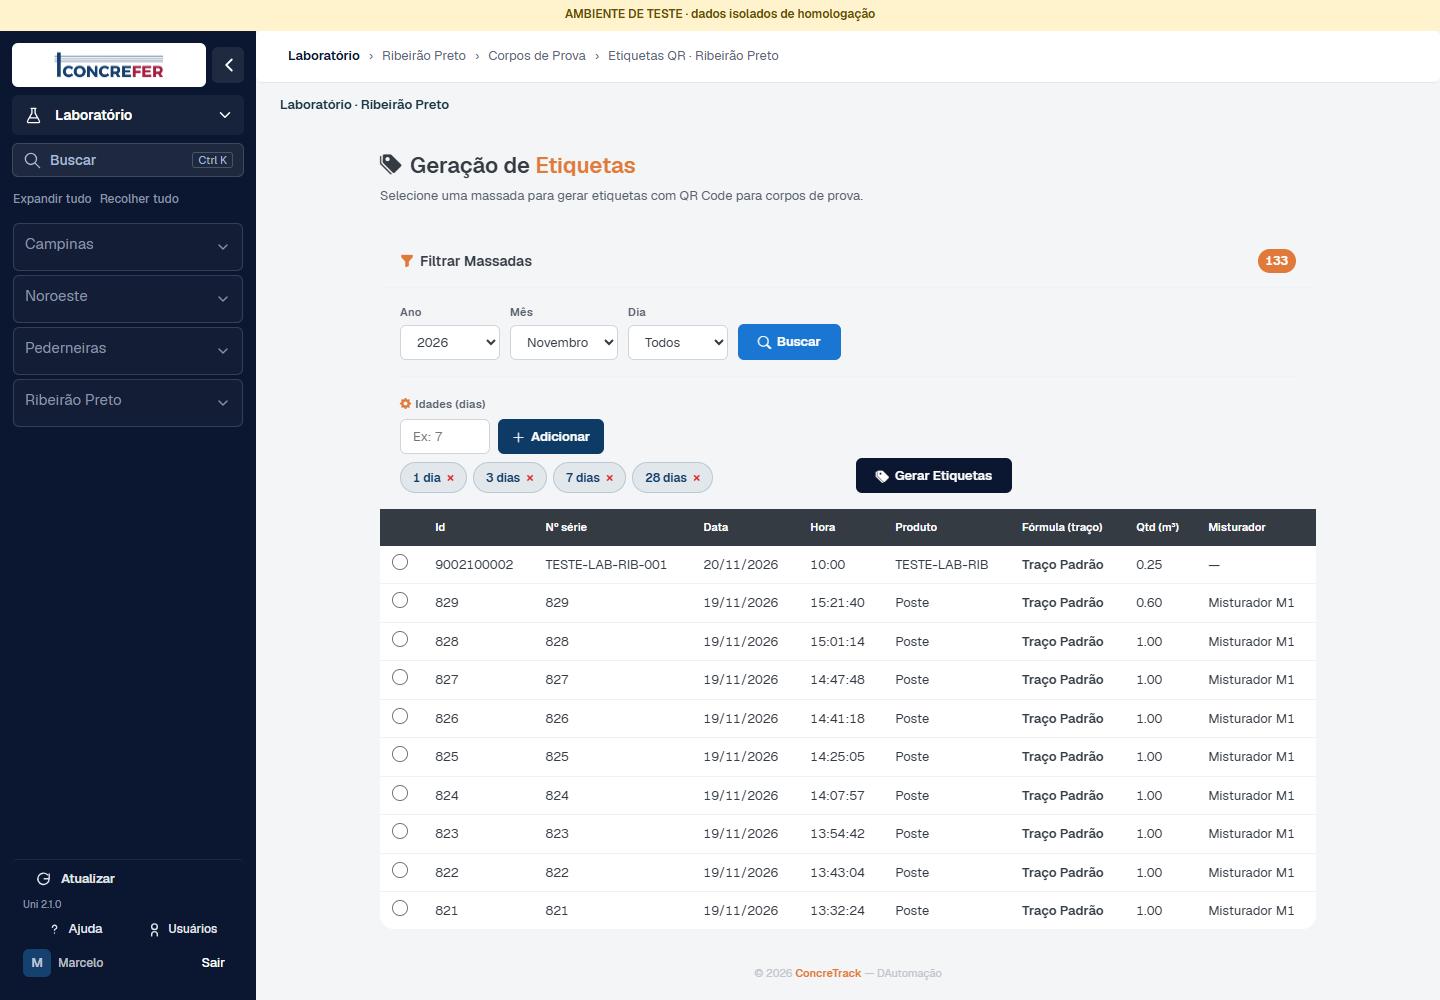 AMBIENTE DE TESTE · dados isolados de homologação
CONCREFER
Laboratório
Buscar Ctrl K
Expandir tudo Recolher tudo
Campinas
Noroeste
Pederneiras
Ribeirão Preto
Atualizar
Uni 2.1.0
? Ajuda Usuários
M Marcelo Sair
Laboratório › Ribeirão Preto › Corpos de Prova › Etiquetas QR · Ribeirão Preto
Laboratório · Ribeirão Preto
Geração de Etiquetas
Selecione uma massada para gerar etiquetas com QR Code para corpos de prova.
Filtrar Massadas 133
Ano Mês Dia
2026 Novembro Todos Buscar
Idades (dias)
Ex: 7 + Adicionar
1 dia × 3 dias × 7 dias × 28 dias × Gerar Etiquetas
Id Nº série Data Hora Produto Fórmula (traço) Qtd (m³) Misturador
9002100002 TESTE-LAB-RIB-001 20/11/2026 10:00 TESTE-LAB-RIB Traço Padrão 0.25 —
829 829 19/11/2026 15:21:40 Poste Traço Padrão 0.60 Misturador M1
828 828 19/11/2026 15:01:14 Poste Traço Padrão 1.00 Misturador M1
827 827 19/11/2026 14:47:48 Poste Traço Padrão 1.00 Misturador M1
826 826 19/11/2026 14:41:18 Poste Traço Padrão 1.00 Misturador M1
825 825 19/11/2026 14:25:05 Poste Traço Padrão 1.00 Misturador M1
824 824 19/11/2026 14:07:57 Poste Traço Padrão 1.00 Misturador M1
823 823 19/11/2026 13:54:42 Poste Traço Padrão 1.00 Misturador M1
822 822 19/11/2026 13:43:04 Poste Traço Padrão 1.00 Misturador M1
821 821 19/11/2026 13:32:24 Poste Traço Padrão 1.00 Misturador M1
© 2026 ConcreTrack — DAutomação